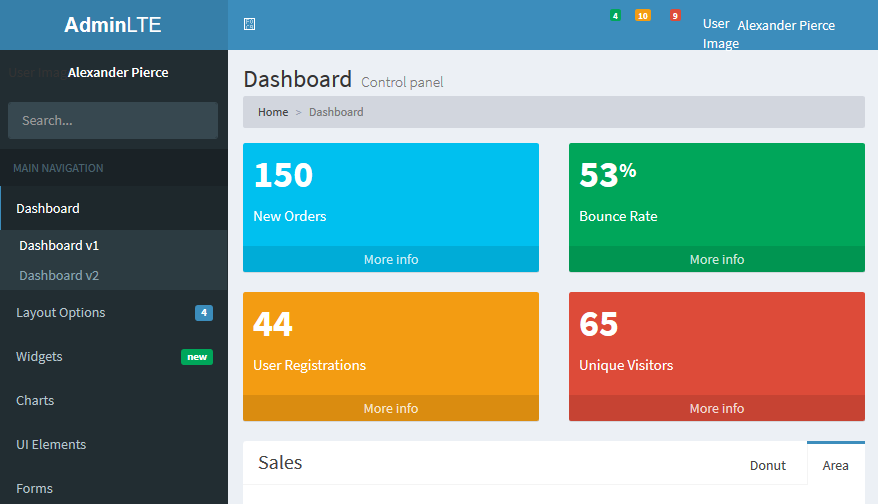 AdminLTE
4 10 9
User Image
Alexander Pierce
User Image
Alexander Pierce
Search...
MAIN NAVIGATION
Dashboard
Dashboard v1
Dashboard v2
Layout Options 4
Widgets new
Charts
UI Elements
Forms
Dashboard Control panel
Home > Dashboard
150
New Orders
More info
53%
Bounce Rate
More info
44
User Registrations
More info
65
Unique Visitors
More info
Sales
Donut
Area